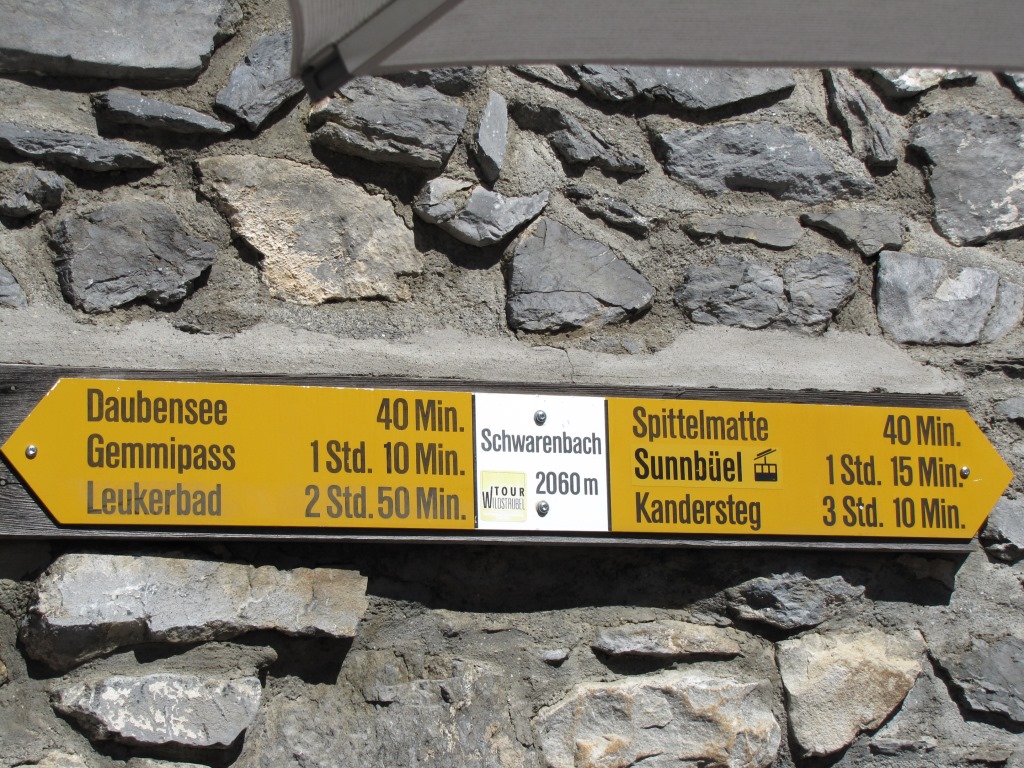 Daubensee 40 Min.
Gemmipass 1 Std. 10 Min.
Leukerbad 2 Std. 50 Min.
Schwarenbach
2060 m
TOUR
WILDSTRUBEL
Spittelmatte 40 Min.
Sunnbüel 1 Std. 15 Min.
Kandersteg 3 Std. 10 Min.